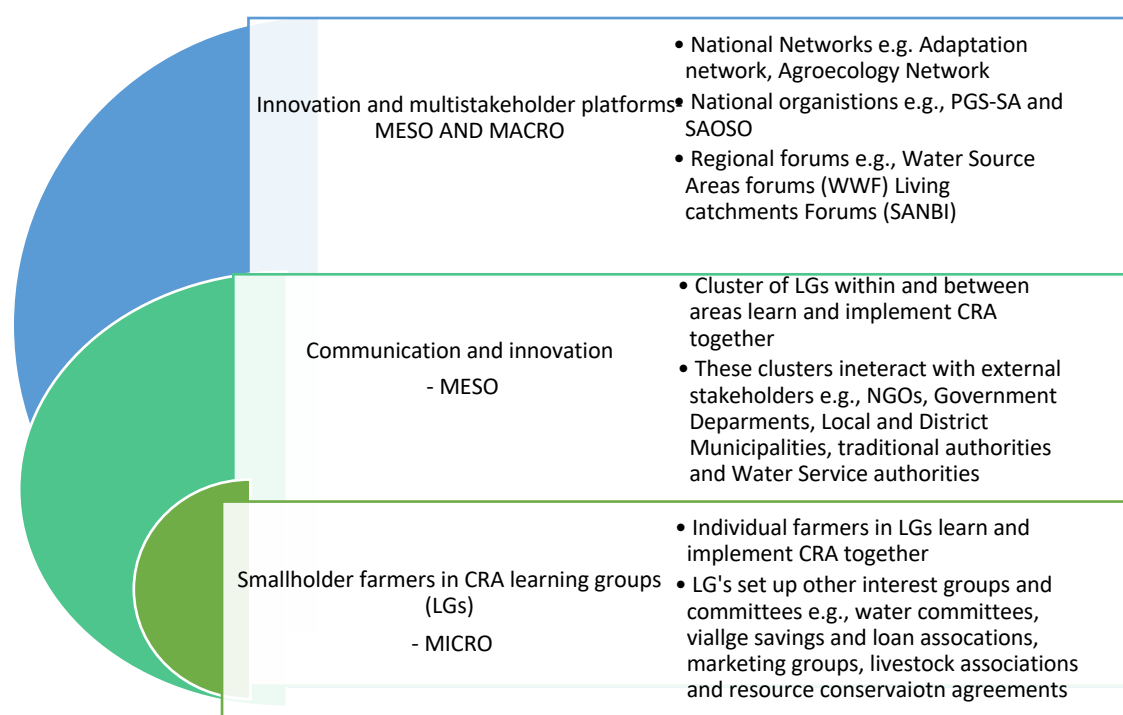 Innovation and multistakeholder platforms-
MESO AND MACRO
• National Networks e.g. Adaptation
network, Agroecology Network
• National organistions e.g., PGS-SA and
SAOSO
• Regional forums e.g., Water Source
Areas forums (WWF) Living
catchments Forums (SANBI)
Communication and innovation
- MESO
• Cluster of LGs within and between
areas learn and implement CRA
together
• These clusters ineteract with external
stakeholders e.g., NGOs, Government
Deparments, Local and District
Municipalities, traditional authorities
and Water Service authorities
Smallholder farmers in CRA learning groups
(LGs)
- MICRO
• Individual farmers in LGs learn and
implement CRA together
• LG's set up other interest groups and
committees e.g., water committees,
viallge savings and loan assocations,
marketing groups, livestock associations
and resource conservaiotn agreements